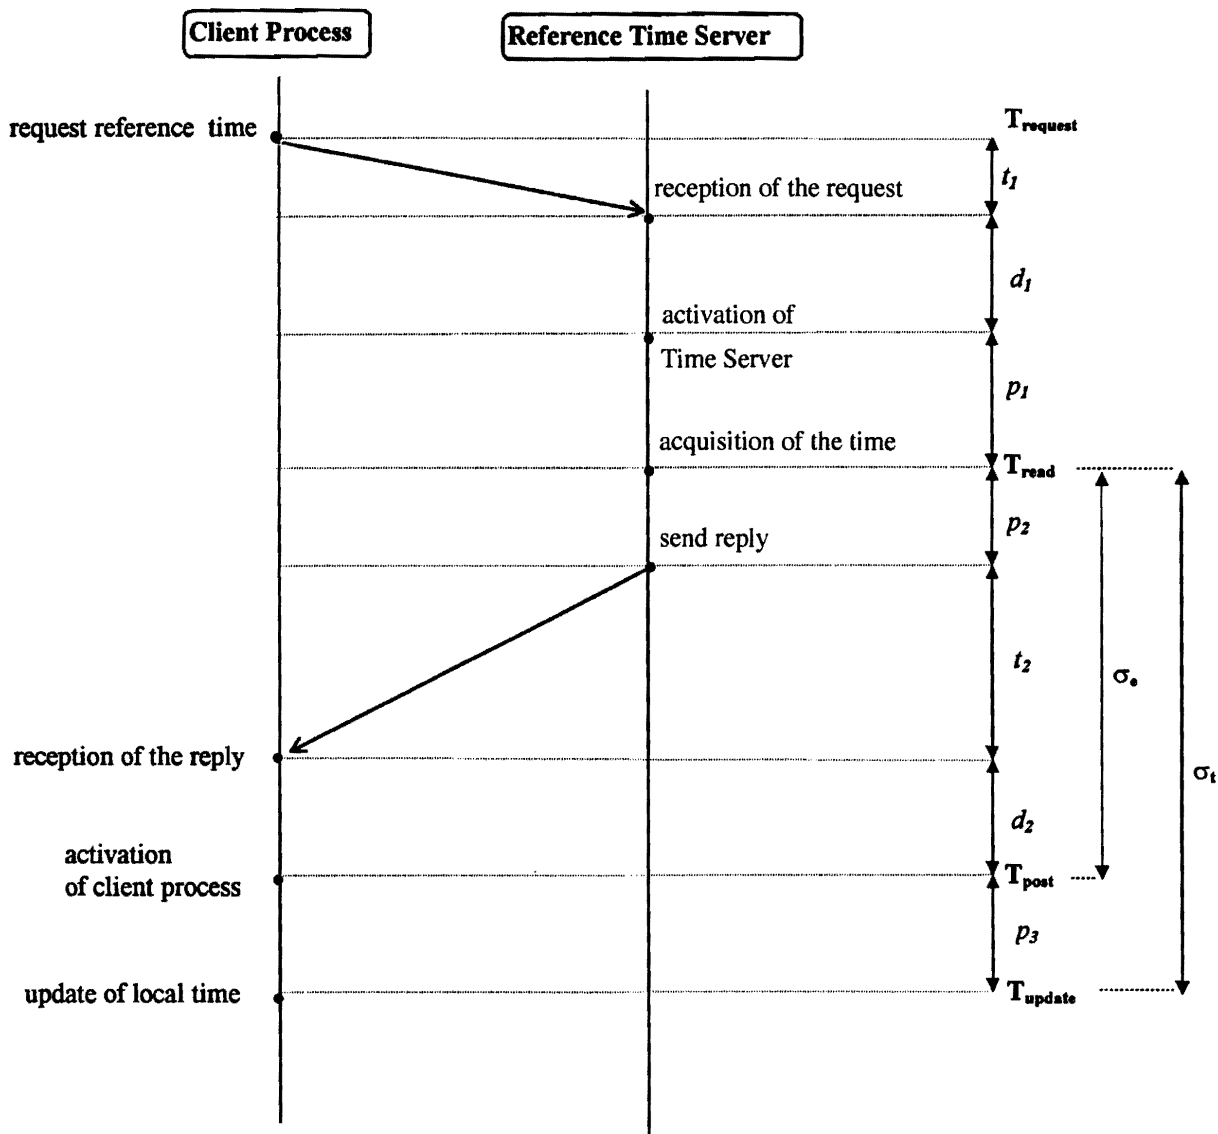 Client Process
Reference Time Server
request reference time
T_request
t_1
reception of the request
d_1
activation of
Time Server
p_1
acquisition of the time
T_read
p_2
send reply
t_2
σ_e
reception of the reply
σ_t
d_2
activation
of client process
T_post
p_3
update of local time
T_update